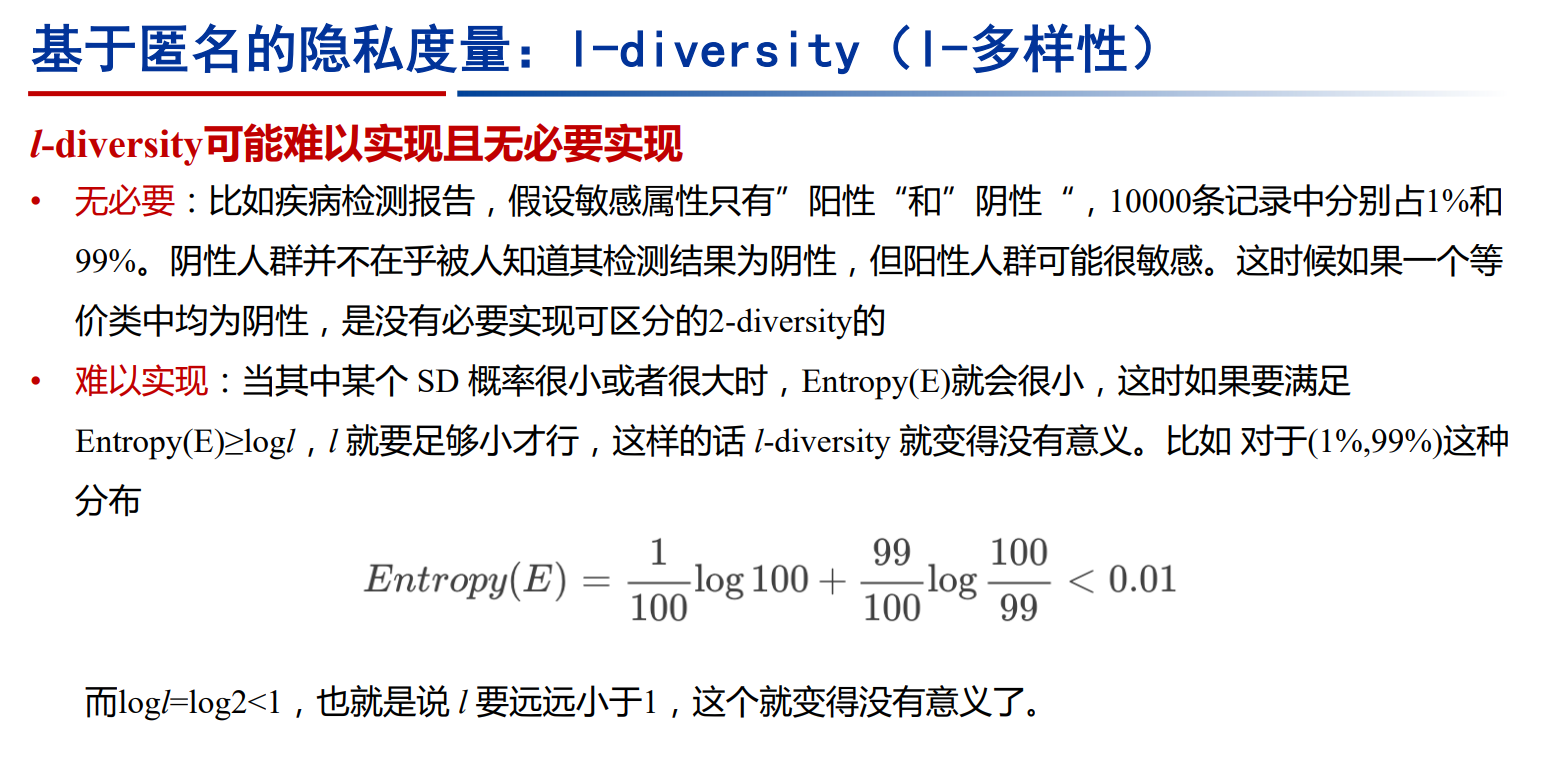 基于匿名的隐私度量：l-diversity（l-多样性）
l-diversity可能难以实现且无必要实现
• 无必要：比如疾病检测报告，假设敏感属性只有”阳性“和”阴性“，10000条记录中分别占1%和
99%。阴性人群并不在乎被人知道其检测结果为阴性，但阳性人群可能很敏感。这时候如果一个等
价类中均为阴性，是没有必要实现可区分的2-diversity的
• 难以实现：当其中某个 SD 概率很小或者很大时，Entropy(E)就会很小，这时如果要满足
Entropy(E)≥logl，l 就要足够小才行，这样的话 l-diversity 就变得没有意义。比如 对于(1%,99%)这种
分布
Entropy(E) = 1/100 log 100 + 99/100 log 100/99 < 0.01
而logl=log2<1，也就是说 l 要远远小于1，这个就变得没有意义了。